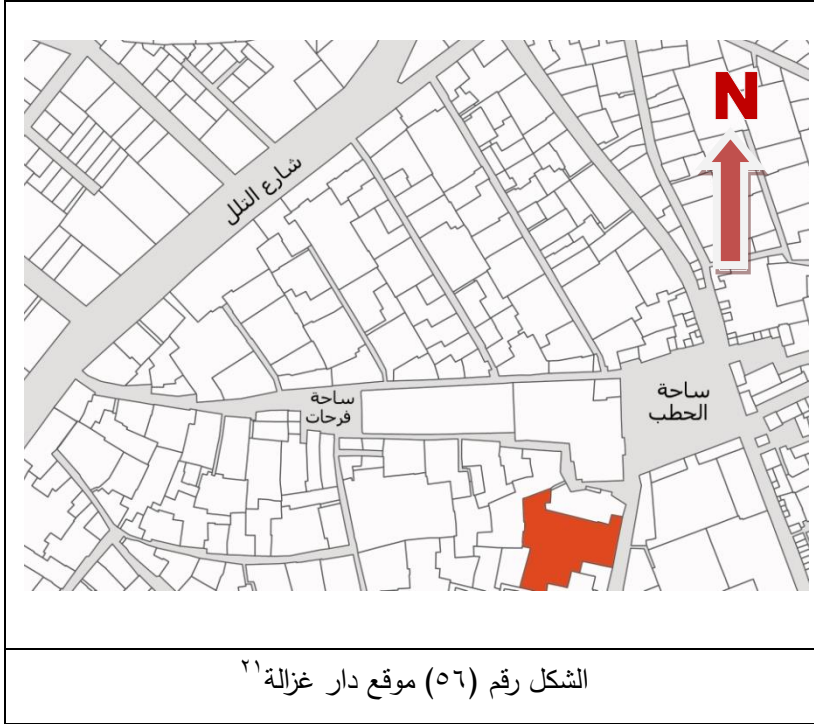 N
شارع التلل
ساحة
فرحات
ساحة
الحطب
الشكل رقم (٥٦) موقع دار غزالة٢١